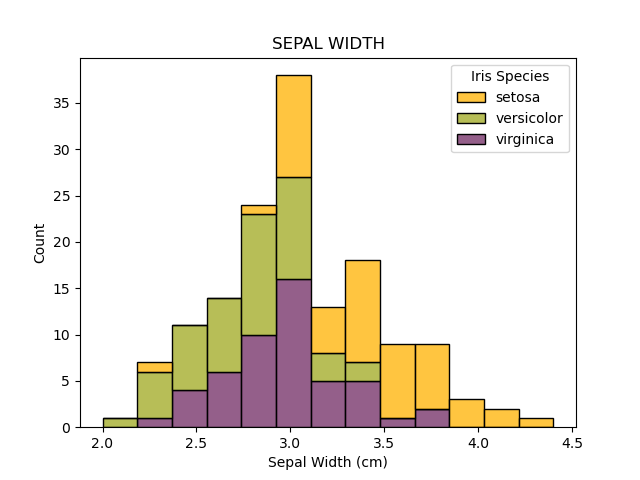 SEPAL WIDTH
Iris Species
setosa
versicolor
virginica
Count
35
30
25
20
15
10
5
0
2.0 2.5 3.0 3.5 4.0 4.5
Sepal Width (cm)